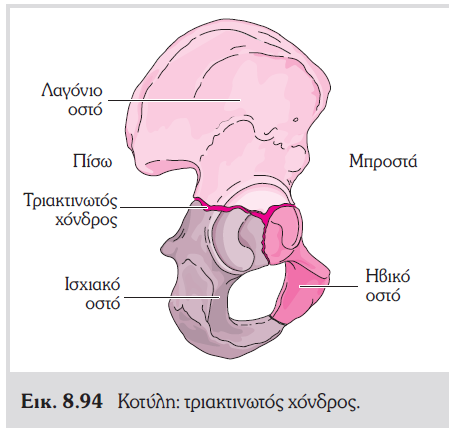 Λαγόνιο
οστό
Πίσω
Μπροστά
Τριακτινωτός
χόνδρος
Ισχιακό
οστό
Ηβικό
οστό
Εικ. 8.94 Κοτύλη: τριακτινωτός χόνδρος.